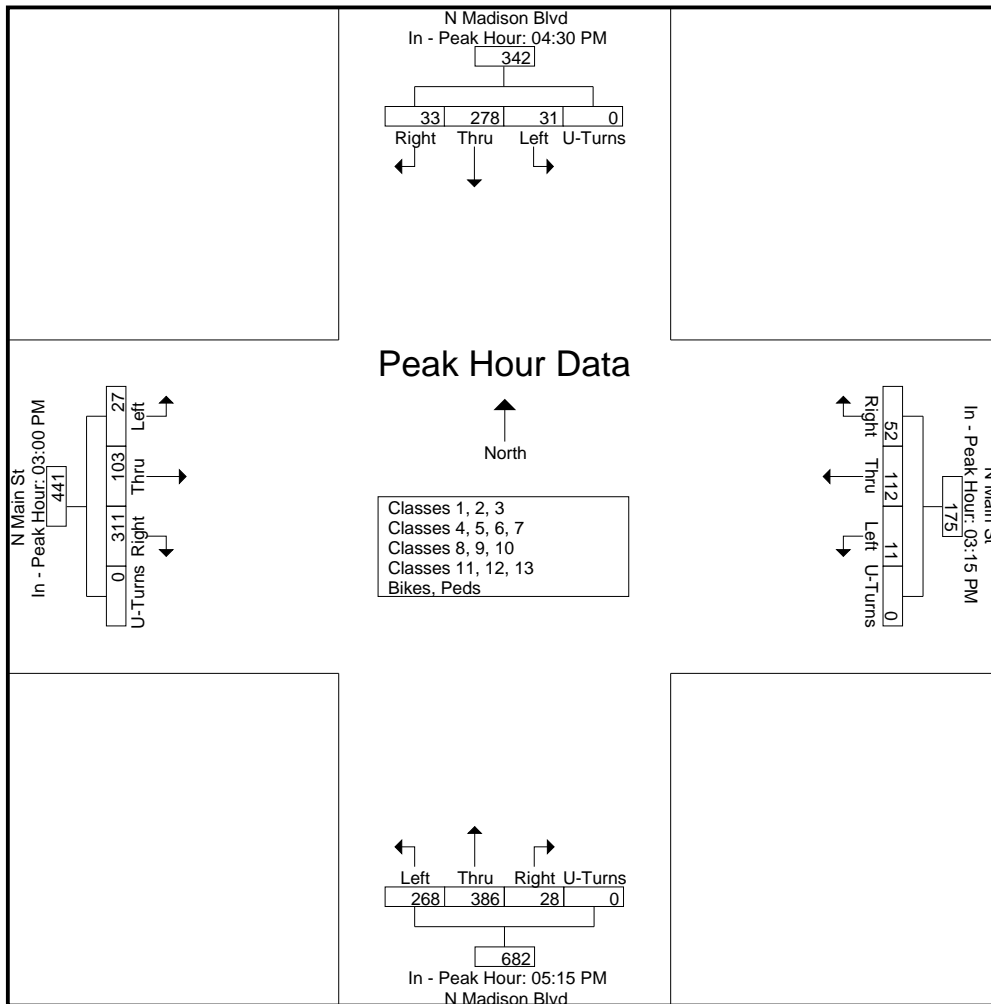 N Madison Blvd
In - Peak Hour: 04:30 PM
342
33 278 31 0
Right Thru Left U-Turns
Peak Hour Data
North
Classes 1, 2, 3
Classes 4, 5, 6, 7
Classes 8, 9, 10
Classes 11, 12, 13
Bikes, Peds
N Main St
In - Peak Hour: 03:00 PM
441
27 103 311 0
Left Thru Right U-Turns
N Main St
In - Peak Hour: 03:15 PM
175
52 112 11 0
Right Thru Left U-Turns
Left Thru Right U-Turns
268 386 28 0
682
In - Peak Hour: 05:15 PM
N Madison Blvd